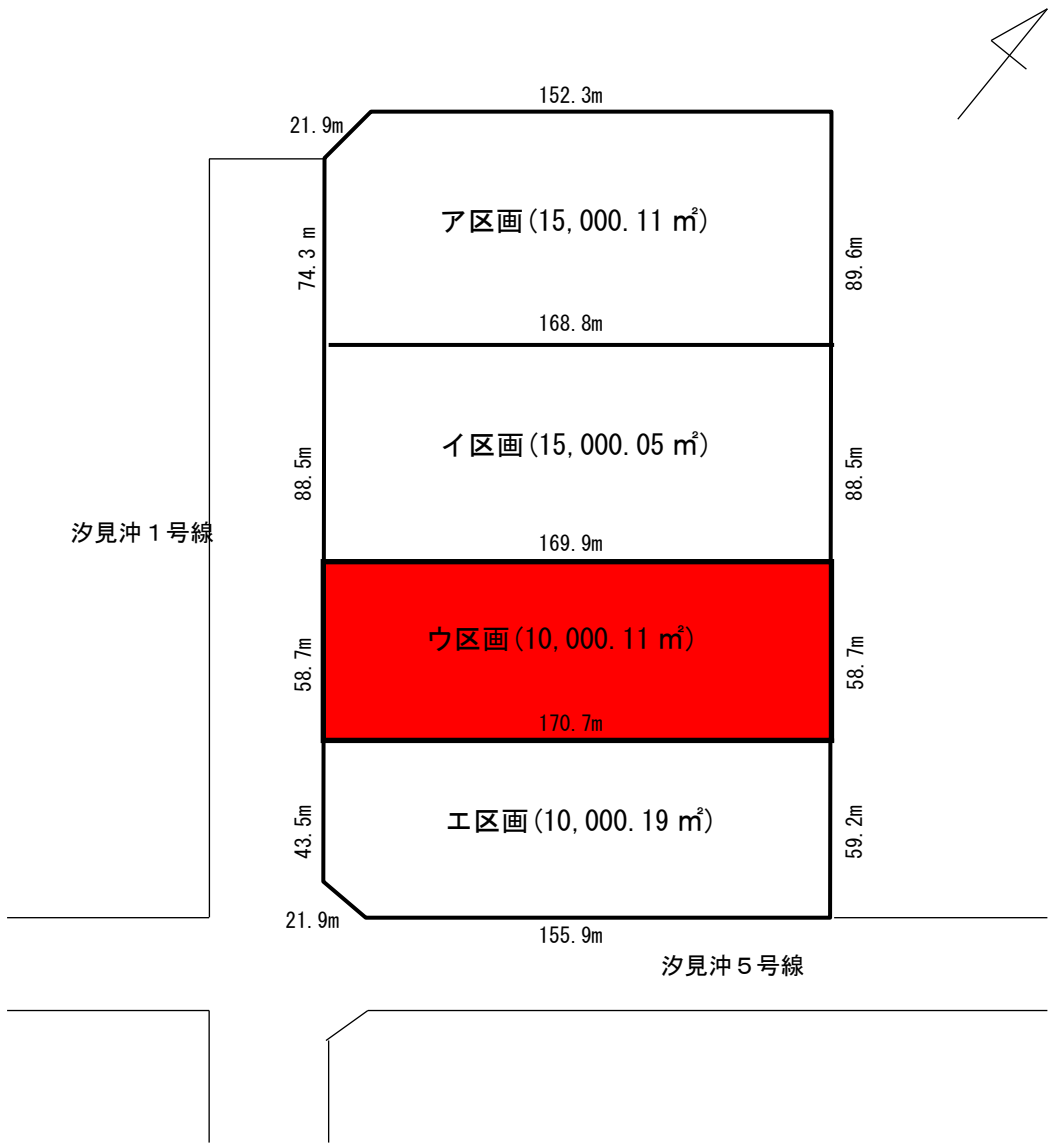 152.3m
21.9m
ア区画(15,000.11 ㎡)
74.3 m
89.6m
168.8m
イ区画(15,000.05 ㎡)
88.5m
88.5m
汐見沖１号線
169.9m
ウ区画(10,000.11 ㎡)
58.7m
58.7m
170.7m
エ区画(10,000.19 ㎡)
43.5m
59.2m
21.9m
155.9m
汐見沖５号線